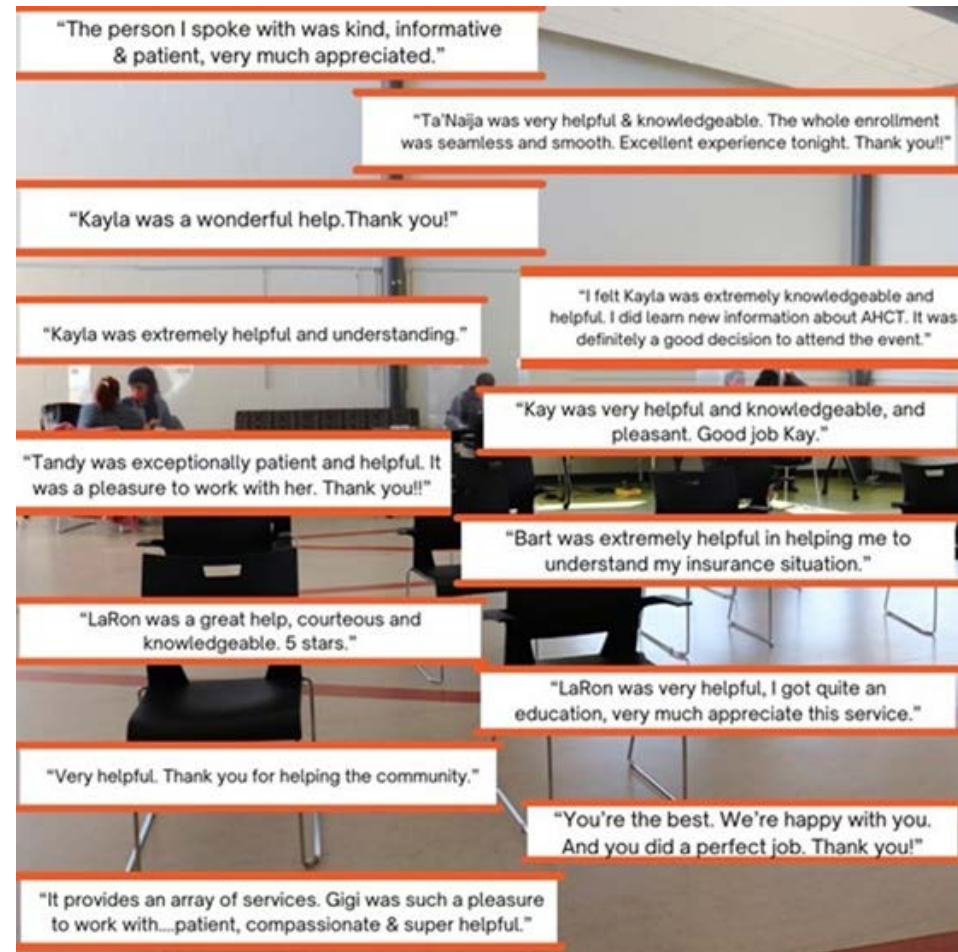 “The person I spoke with was kind, informative
& patient, very much appreciated.”
“Ta’Naija was very helpful & knowledgeable. The whole enrollment
was seamless and smooth. Excellent experience tonight. Thank you!!”
“Kayla was a wonderful help.Thank you!”
“I felt Kayla was extremely knowledgeable and
helpful. I did learn new information about AHCT. It was
definitely a good decision to attend the event.”
“Kayla was extremely helpful and understanding.”
“Kay was very helpful and knowledgeable, and
pleasant. Good job Kay.”
“Tandy was exceptionally patient and helpful. It
was a pleasure to work with her. Thank you!!”
“Bart was extremely helpful in helping me to
understand my insurance situation.”
“LaRon was a great help, courteous and
knowledgeable. 5 stars.”
“LaRon was very helpful, I got quite an
education, very much appreciate this service.”
“Very helpful. Thank you for helping the community.”
“You’re the best. We’re happy with you.
And you did a perfect job. Thank you!”
“It provides an array of services. Gigi was such a pleasure
to work with....patient, compassionate & super helpful.”